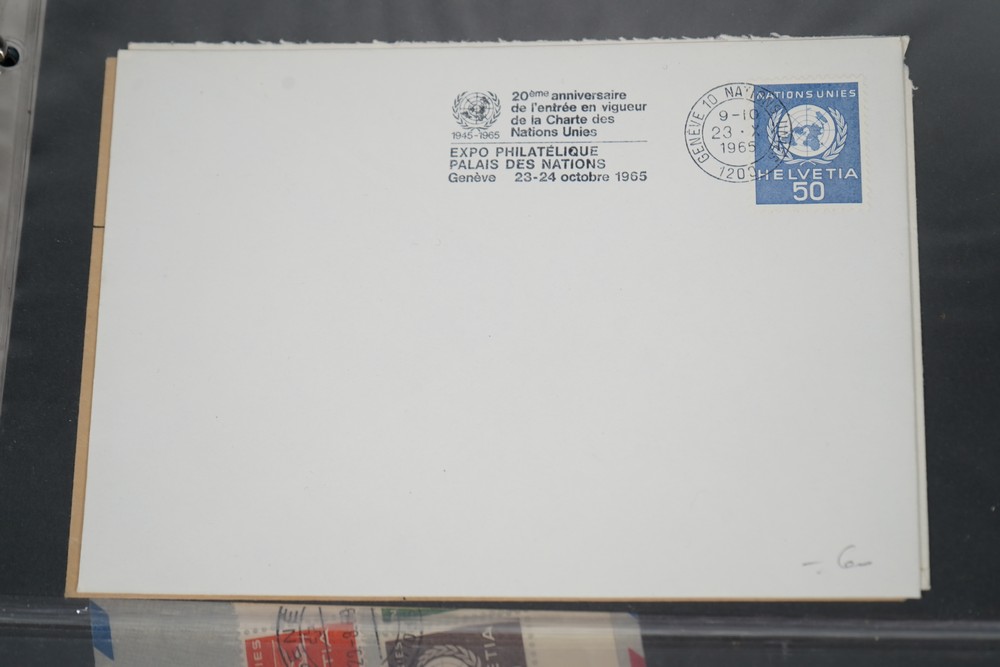 20ème anniversaire
de l'entrée en vigueur
de la Charte des
Nations Unies
1945-1965
EXPO PHILATÉLIQUE
PALAIS DES NATIONS
Genève 23-24 octobre 1965
GENÈVE 10
9-10
23 · X
1965
1200
NATIONS UNIES
HELVETIA
50